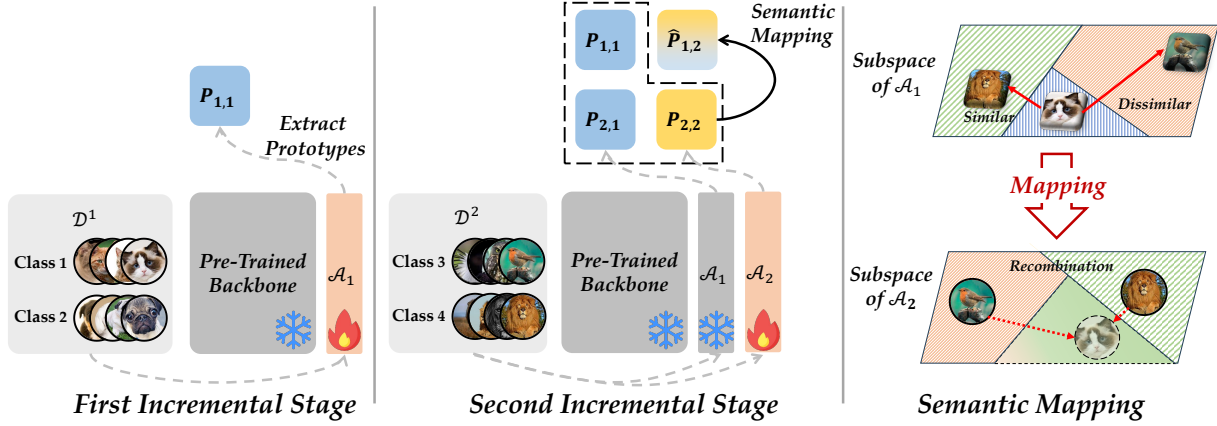 P1,1
Extract
Prototypes
𝒟1
Class 1
Class 2
Pre-Trained
Backbone
𝒜1
First Incremental Stage
P1,1
P̂1,2
Semantic
Mapping
P2,1
P2,2
𝒟2
Class 3
Class 4
Pre-Trained
Backbone
𝒜1
𝒜2
Second Incremental Stage
Subspace
of 𝒜1
Similar
Dissimilar
Mapping
Subspace
of 𝒜2
Recombination
Semantic Mapping